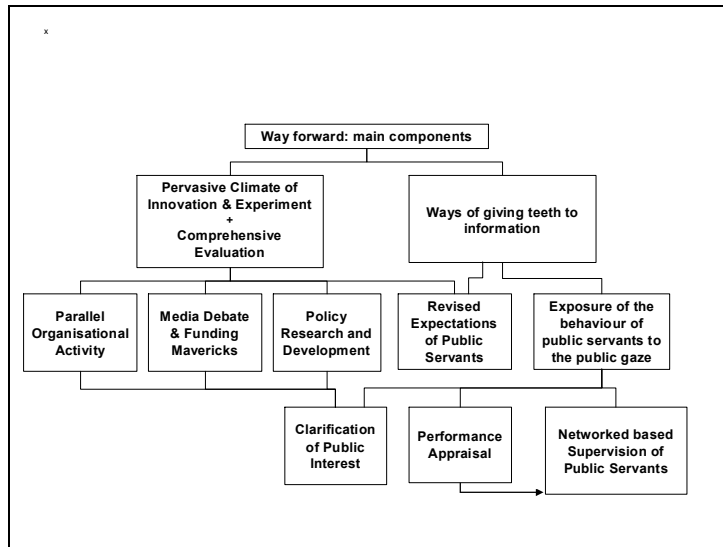 x
Way forward: main components
Pervasive Climate of
Innovation & Experiment
+
Comprehensive
Evaluation
Ways of giving teeth to
information
Parallel
Organisational
Activity
Media Debate
& Funding
Mavericks
Policy
Research and
Development
Revised
Expectations
of Public
Servants
Exposure of the
behaviour of
public servants to
the public gaze
Clarification
of Public
Interest
Performance
Appraisal
Networked based
Supervision of
Public Servants